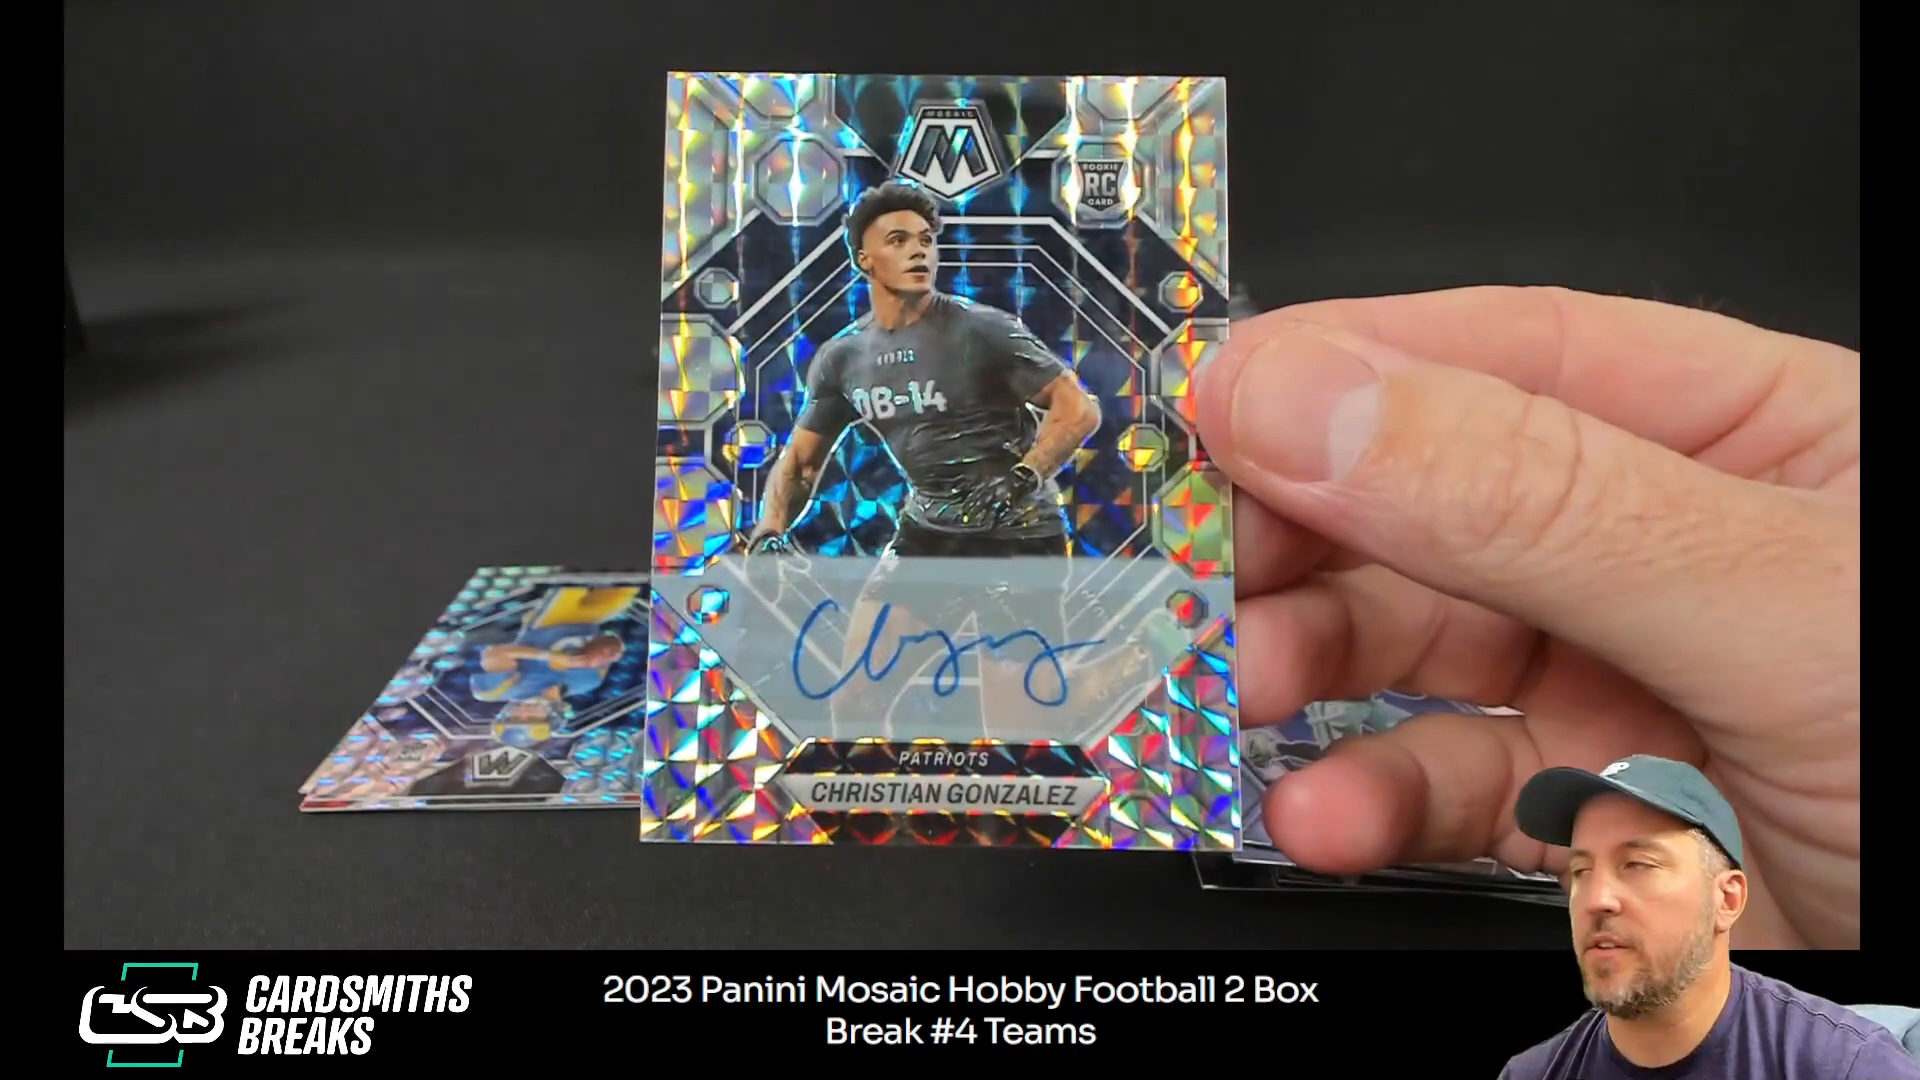 MOSAIC
ROOKIE
RC
CARD
DB-14
PATRIOTS
CHRISTIAN GONZALEZ
CARDSMITHS
BREAKS
2023 Panini Mosaic Hobby Football 2 Box
Break #4 Teams